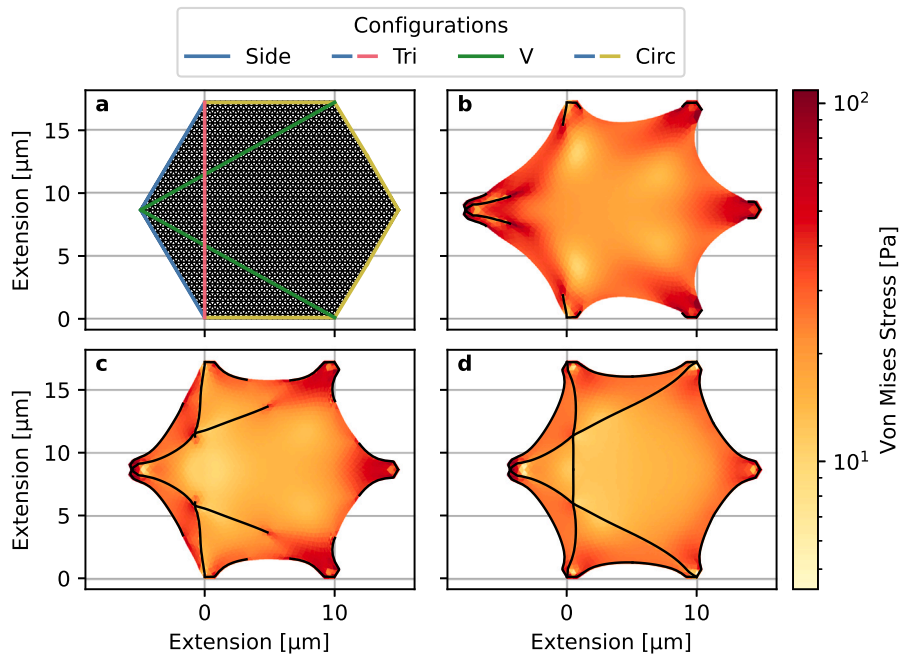 Configurations
Side Tri V Circ
a
b
Extension [µm]
15
10
5
0
c
d
Extension [µm]
15
10
5
0
0 10
0 10
Extension [µm]
Extension [µm]
10²
10¹
Von Mises Stress [Pa]